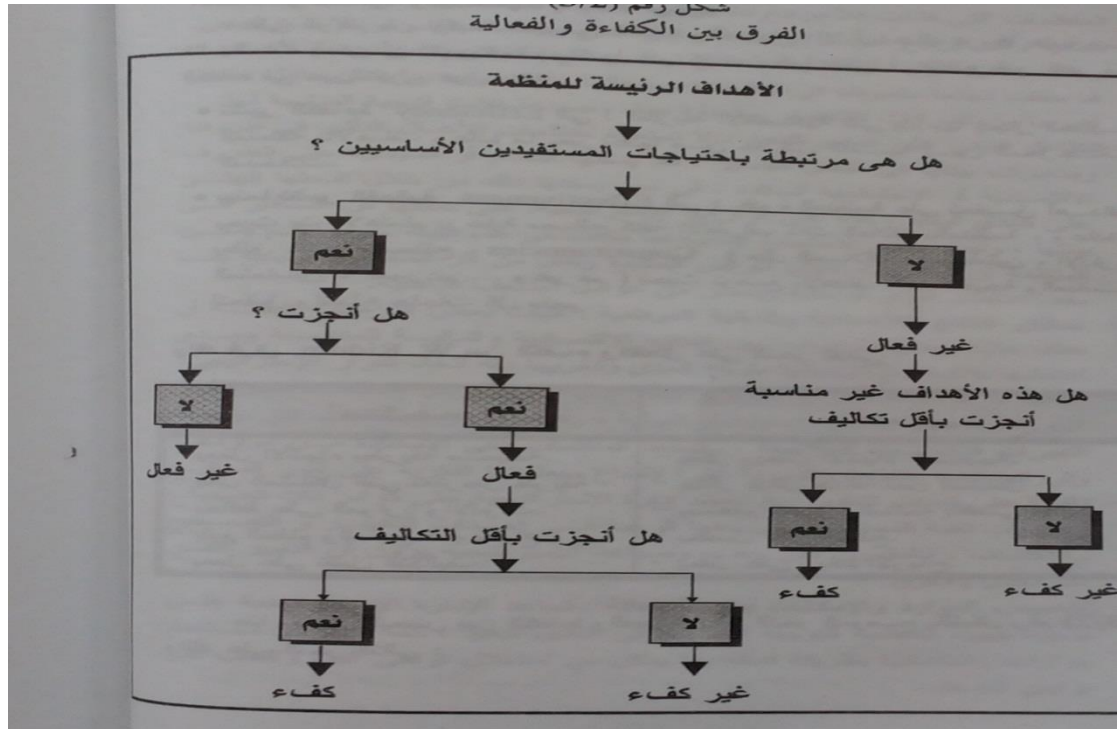 شكل رقم
الفرق بين الكفاءة والفعالية
الأهداف الرئيسة للمنظمة
هل هى مرتبطة باحتياجات المستفيدين الأساسيين ؟
لا
نعم
هل أنجزت ؟
غير فعال
هل هذه الأهداف غير مناسبة
أنجزت بأقل تكاليف
نعم
لا
فعال
غير فعال
هل أنجزت بأقل التكاليف
لا
نعم
غير كفء
كفء
لا
نعم
غير كفء
كفء